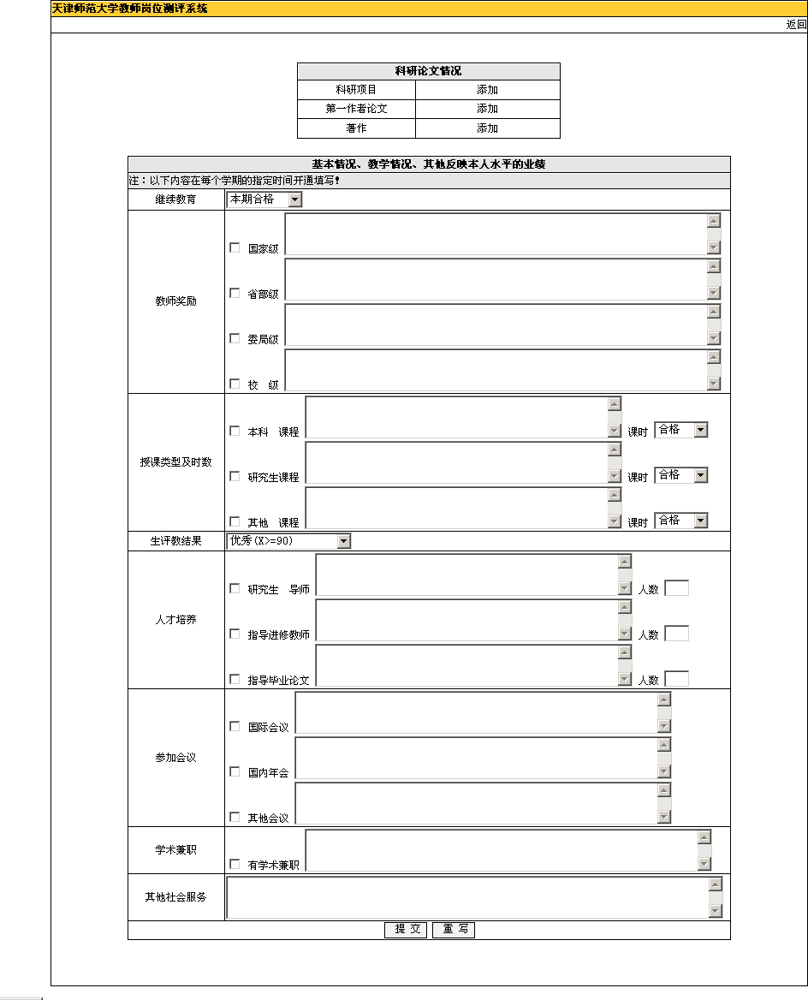 天津师范大学教师岗位测评系统
返回
科研论文情况
科研项目 添加
第一作者论文 添加
著作 添加
基本情况、教学情况、其他反映本人水平的业绩
注：以下内容在每个学期的指定时间开通填写！
继续教育 本期合格
教师奖励
国家级
省部级
委局级
校 级
授课类型及时数
本科 课程 课时 合格
研究生课程 课时 合格
其他 课程 课时 合格
生评教结果 优秀(X>=90)
人才培养
研究生 导师 人数
指导进修教师 人数
指导毕业论文 人数
参加会议
国际会议
国内年会
其他会议
学术兼职
有学术兼职
其他社会服务
提 交 重 写